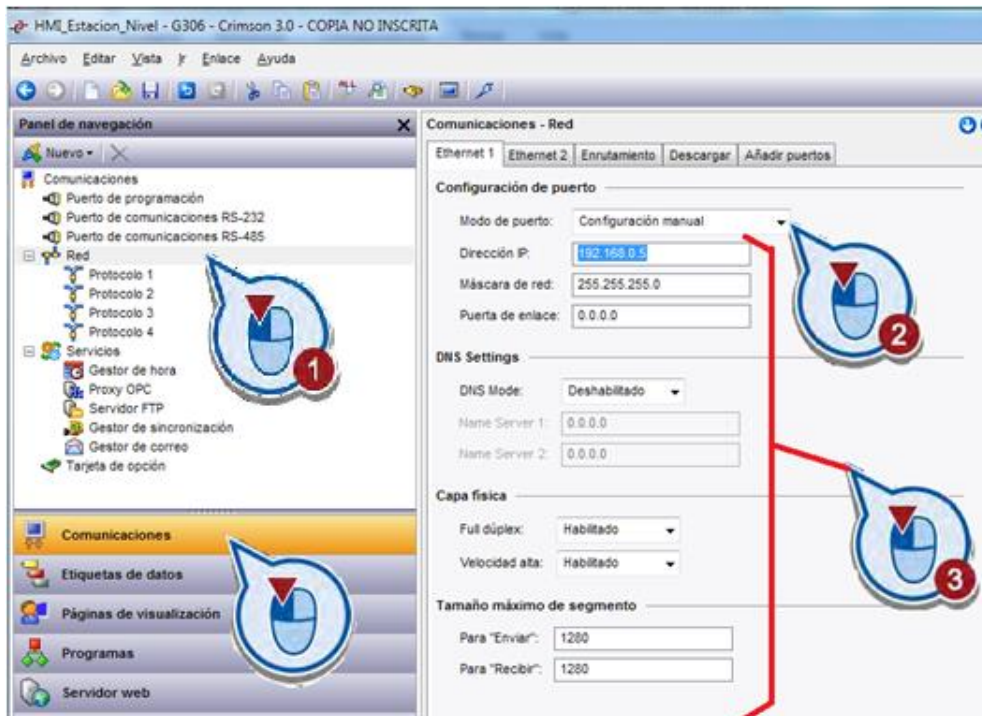 HMI_Estacion_Nivel - G306 - Crimson 3.0 - COPIA NO INSCRITA
Archivo Editar Vista Ir Enlace Ayuda
Panel de navegación
Nuevo
Comunicaciones
Puerto de programación
Puerto de comunicaciones RS-232
Puerto de comunicaciones RS-485
Red
Protocolo 1
Protocolo 2
Protocolo 3
Protocolo 4
Servicios
Gestor de hora
Proxy OPC
Servidor FTP
Gestor de sincronización
Gestor de correo
Tarjeta de opción
1
Comunicaciones
Etiquetas de datos
Páginas de visualización
Programas
Servidor web
Comunicaciones - Red
Ethernet 1 Ethernet 2 Enrutamiento Descargar Añadir puertos
Configuración de puerto
Modo de puerto: Configuración manual
Dirección IP: 192.168.0.5
Máscara de red: 255.255.255.0
Puerta de enlace: 0.0.0.0
2
DNS Settings
DNS Mode: Deshabilitado
Name Server 1: 0.0.0.0
Name Server 2: 0.0.0.0
Capa física
Full dúplex: Habilitado
Velocidad alta: Habilitado
3
Tamaño máximo de segmento
Para "Enviar": 1280
Para "Recibir": 1280